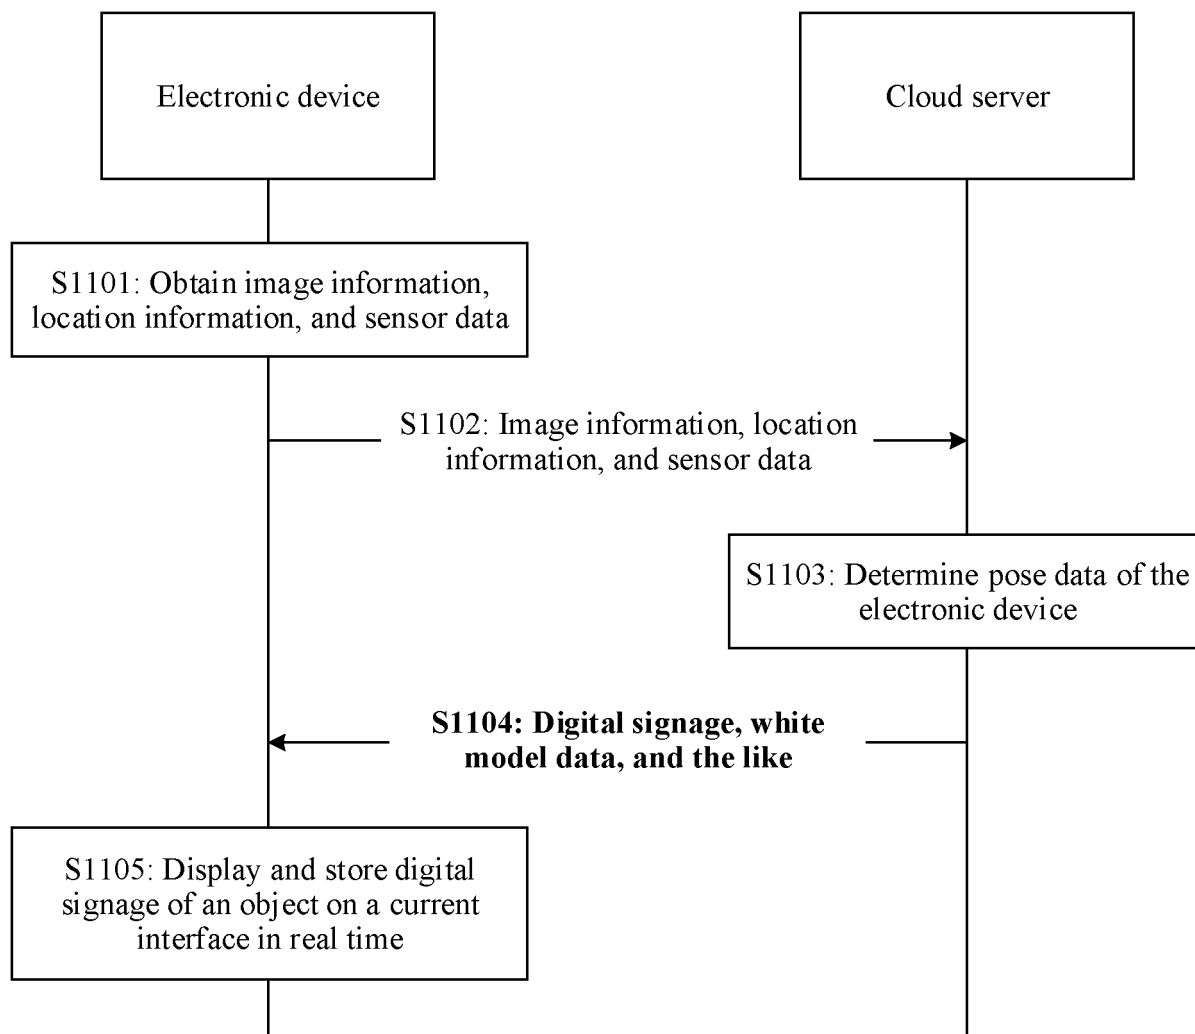 Electronic device
Cloud server
S1101: Obtain image information,
location information, and sensor data
S1102: Image information, location
information, and sensor data
S1103: Determine pose data of the
electronic device
S1104: Digital signage, white
model data, and the like
S1105: Display and store digital
signage of an object on a current
interface in real time